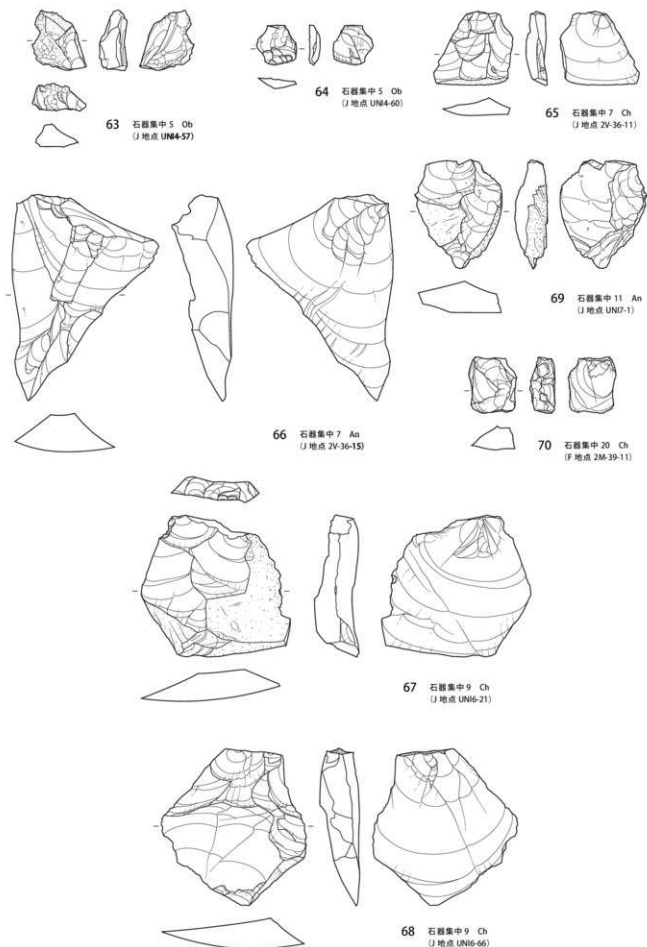 63 石器集中 5 Ob
(J 地点 UNI4-57)
64 石器集中 5 Ob
(J 地点 UNI4-60)
65 石器集中 7 Ch
(J 地点 2V-36-11)
66 石器集中 7 An
(J 地点 2V-36-15)
69 石器集中 11 An
(J 地点 UNI7-1)
70 石器集中 20 Ch
(F 地点 2M-39-11)
67 石器集中 9 Ch
(J 地点 UNI6-21)
68 石器集中 9 Ch
(J 地点 UNI6-66)